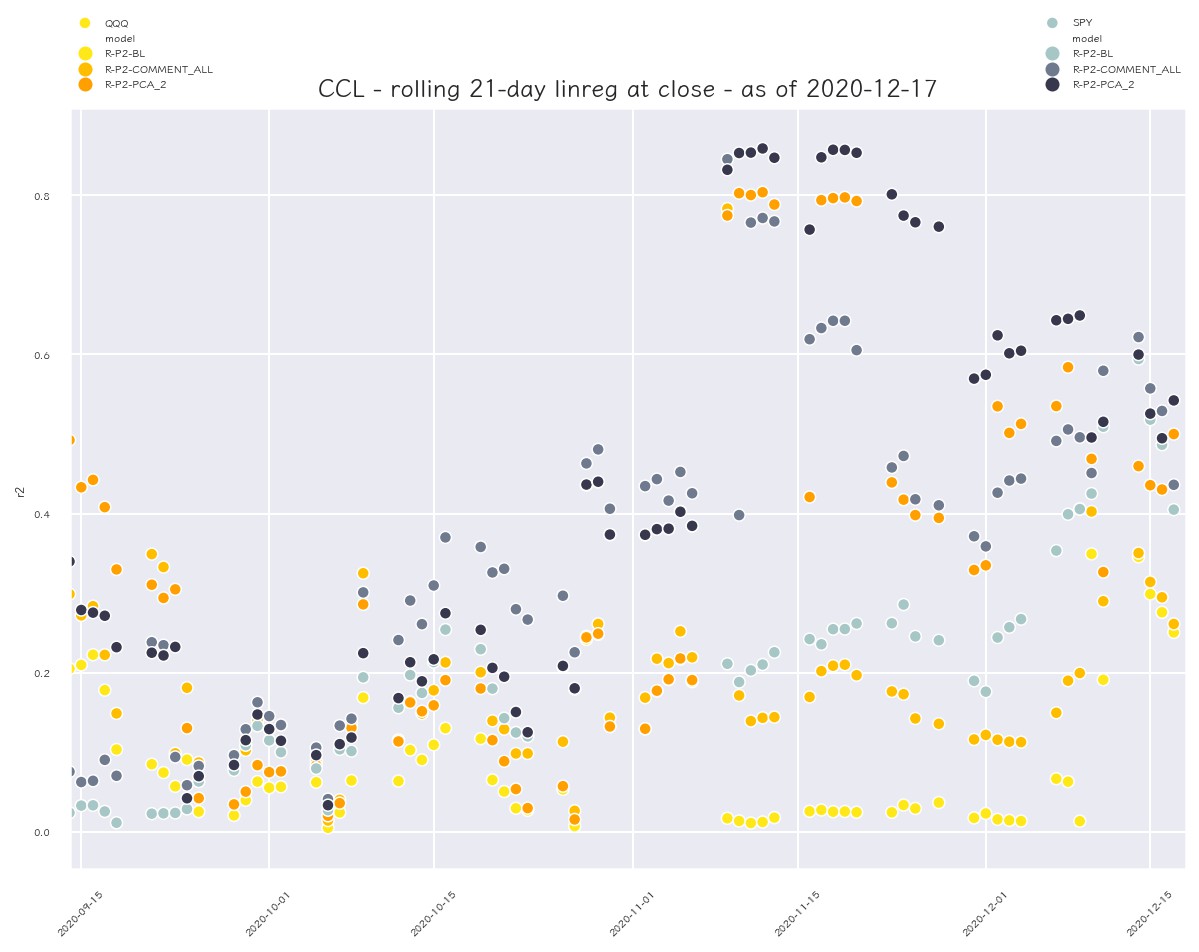 QQQ
model
R-P2-BL
R-P2-COMMENT_ALL
R-P2-PCA_2
SPY
model
R-P2-BL
R-P2-COMMENT_ALL
R-P2-PCA_2
CCL - rolling 21-day linreg at close - as of 2020-12-17
0.8
0.6
0.4
0.2
0.0
r2
2020-09-15
2020-10-01
2020-10-15
2020-11-01
2020-11-15
2020-12-01
2020-12-15